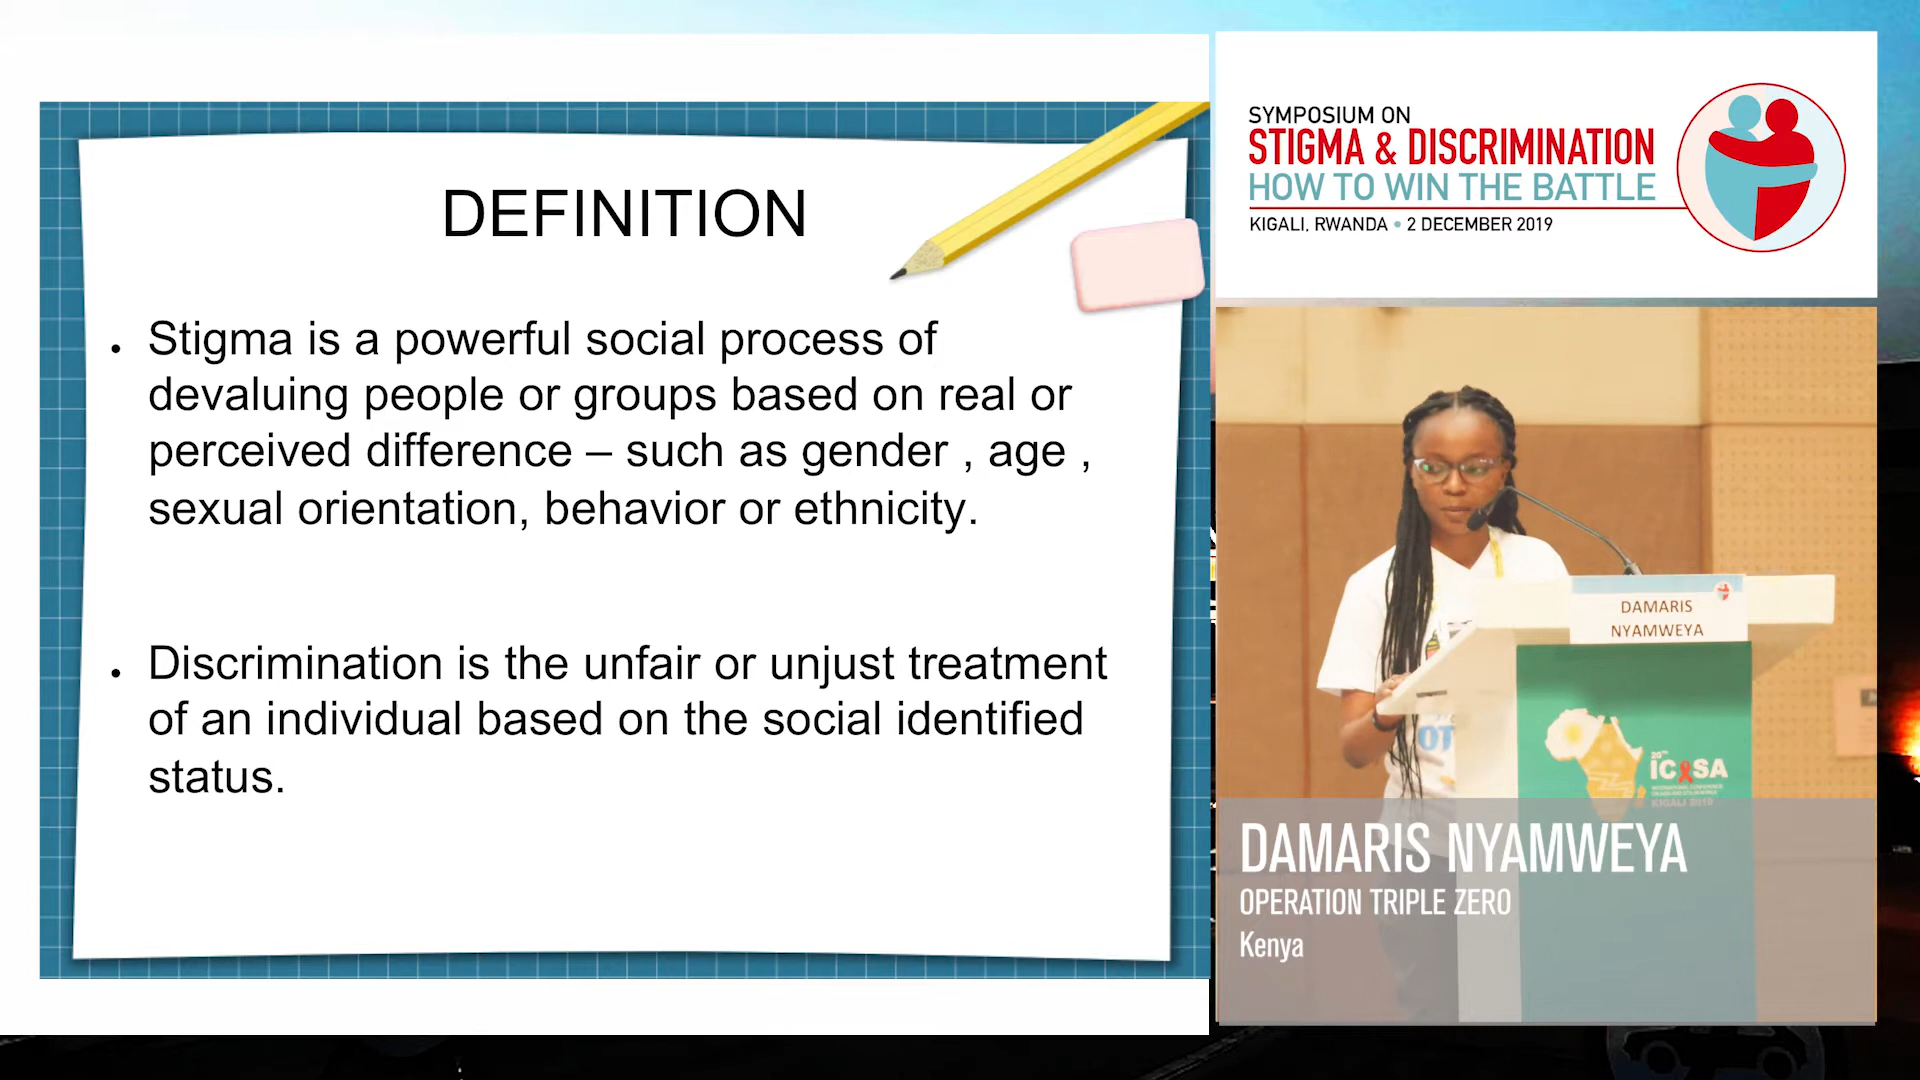 DEFINITION
• Stigma is a powerful social process of
devaluing people or groups based on real or
perceived difference – such as gender , age ,
sexual orientation, behavior or ethnicity.
• Discrimination is the unfair or unjust treatment
of an individual based on the social identified
status.
SYMPOSIUM ON
STIGMA & DISCRIMINATION
HOW TO WIN THE BATTLE
KIGALI, RWANDA • 2 DECEMBER 2019
DAMARIS
NYAMWEYA
20TH
ICASA
KIGALI 2019
DAMARIS NYAMWEYA
OPERATION TRIPLE ZERO
Kenya